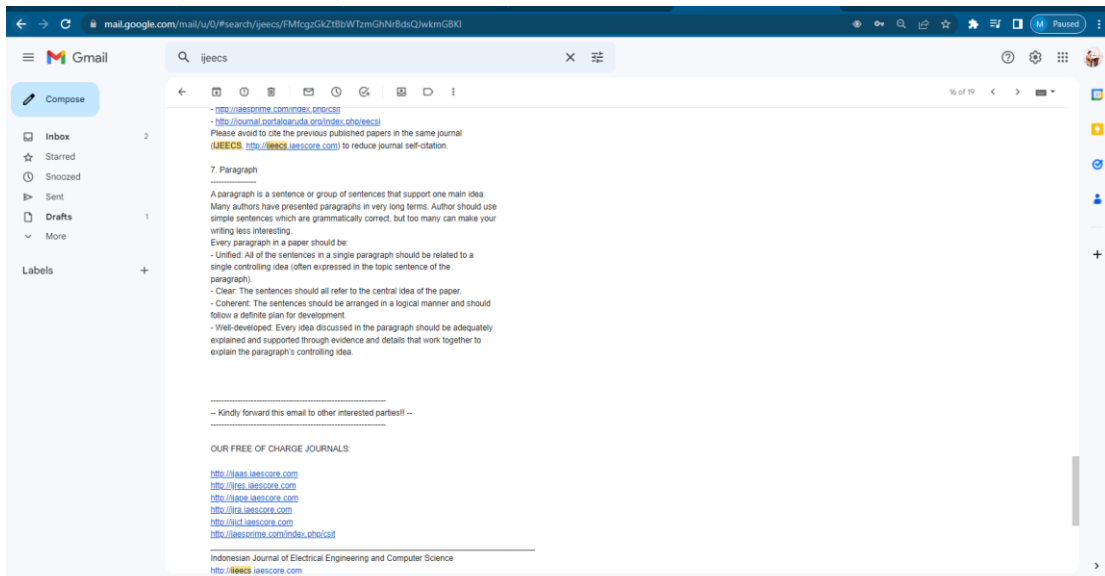 mail.google.com/mail/u/0/#search/ijeecs/FMfcgzGkZtBbWTzmGhNrBdsQJwkmGBKl
M Paused
Gmail
ijeecs
Compose
16 of 19
Inbox 2
Starred
Snoozed
Sent
Drafts 1
More
Labels
- http://iaesprime.com/index.php/csit
- http://journal.portalgaruda.org/index.php/eecsi
Please avoid to cite the previous published papers in the same journal
(IJEECS, http://ijeecs.iaescore.com) to reduce journal self-citation.
7. Paragraph
----------------
A paragraph is a sentence or group of sentences that support one main idea.
Many authors have presented paragraphs in very long terms. Author should use
simple sentences which are grammatically correct, but too many can make your
writing less interesting.
Every paragraph in a paper should be:
- Unified: All of the sentences in a single paragraph should be related to a
single controlling idea (often expressed in the topic sentence of the
paragraph).
- Clear: The sentences should all refer to the central idea of the paper.
- Coherent: The sentences should be arranged in a logical manner and should
follow a definite plan for development.
- Well-developed: Every idea discussed in the paragraph should be adequately
explained and supported through evidence and details that work together to
explain the paragraph's controlling idea.
------------------------------------------------------------
-- Kindly forward this email to other interested parties!! --
------------------------------------------------------------
OUR FREE OF CHARGE JOURNALS:
http://ijaas.iaescore.com
http://ijres.iaescore.com
http://ijape.iaescore.com
http://ijra.iaescore.com
http://ijict.iaescore.com
http://iaesprime.com/index.php/csit
____________________________________________________________
Indonesian Journal of Electrical Engineering and Computer Science
http://ijeecs.iaescore.com